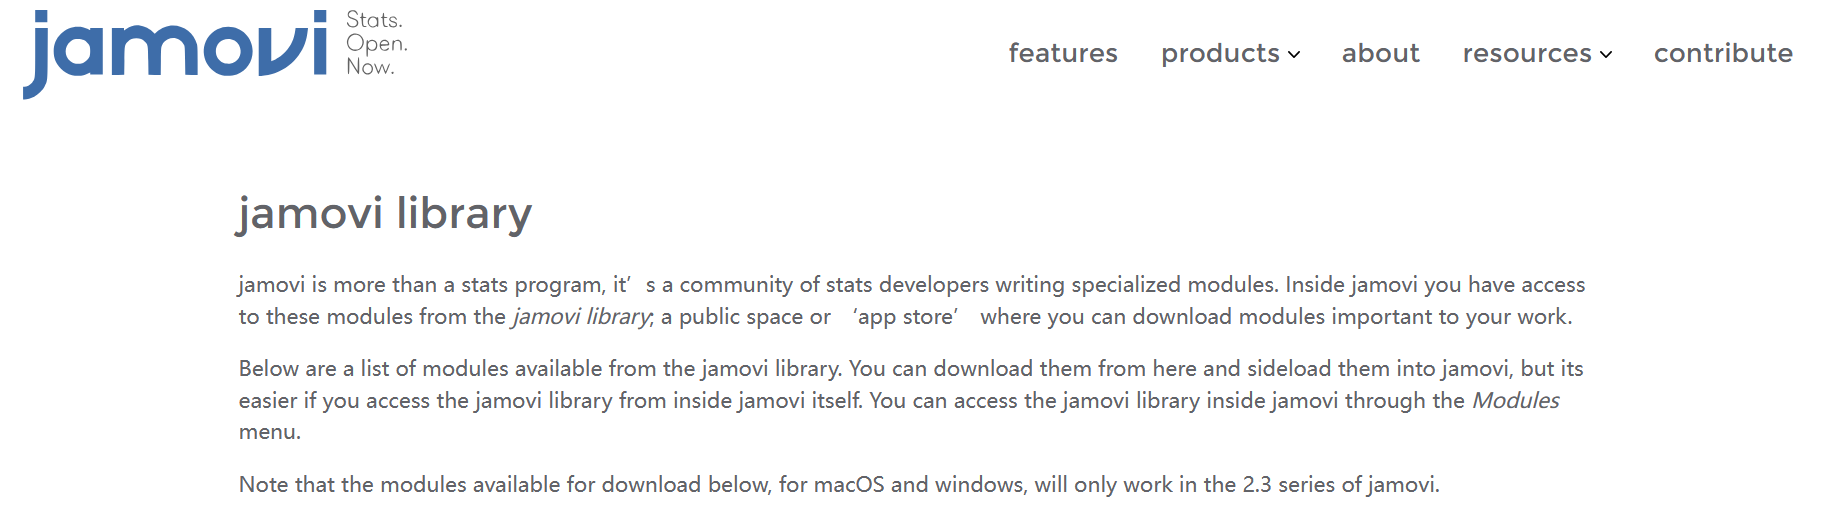 jamovi
Stats.
Open.
Now.
features products about resources contribute
jamovi library
jamovi is more than a stats program, it’s a community of stats developers writing specialized modules. Inside jamovi you have access
to these modules from the jamovi library; a public space or ‘app store’ where you can download modules important to your work.
Below are a list of modules available from the jamovi library. You can download them from here and sideload them into jamovi, but its
easier if you access the jamovi library from inside jamovi itself. You can access the jamovi library inside jamovi through the Modules
menu.
Note that the modules available for download below, for macOS and windows, will only work in the 2.3 series of jamovi.